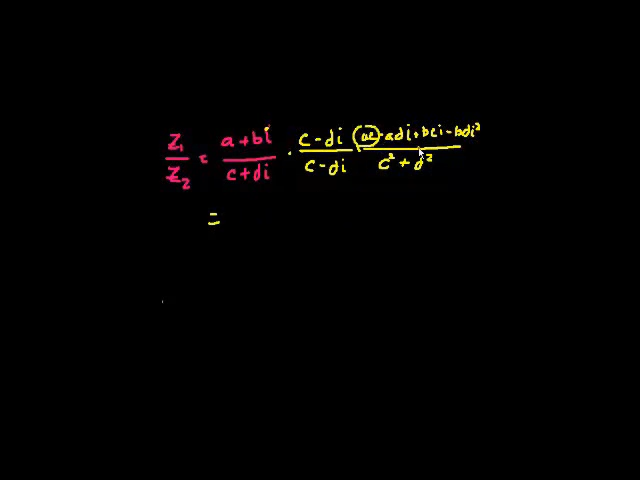 z₁/z₂ = (a+bi)/(c+di) · (c-di)/(c-di) (ac - adi + bci - bdi²)/(c² + d²)
=